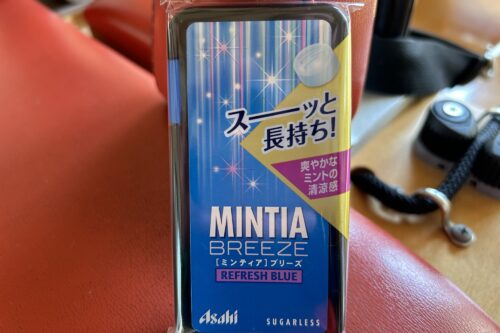 スーーッと
長持ち!
爽やかな
ミントの
清涼感
MINTIA
BREEZE
[ミンティア]ブリーズ
REFRESH BLUE
Asahi SUGARLESS